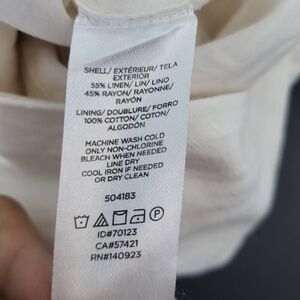 SHELL/ EXTÉRIEUR/ TELA
EXTERIOR
55% LINEN/ LIN/ LINO
45% RAYON/ RAYONNE/
RAYÓN
LINING/ DOUBLURE/ FORRO
100% COTTON/ COTON/
ALGODÓN
MACHINE WASH COLD
ONLY NON-CHLORINE
BLEACH WHEN NEEDED
LINE DRY
COOL IRON IF NEEDED
OR DRY CLEAN
504183
P
ID#70123
CA#57421
RN#140923